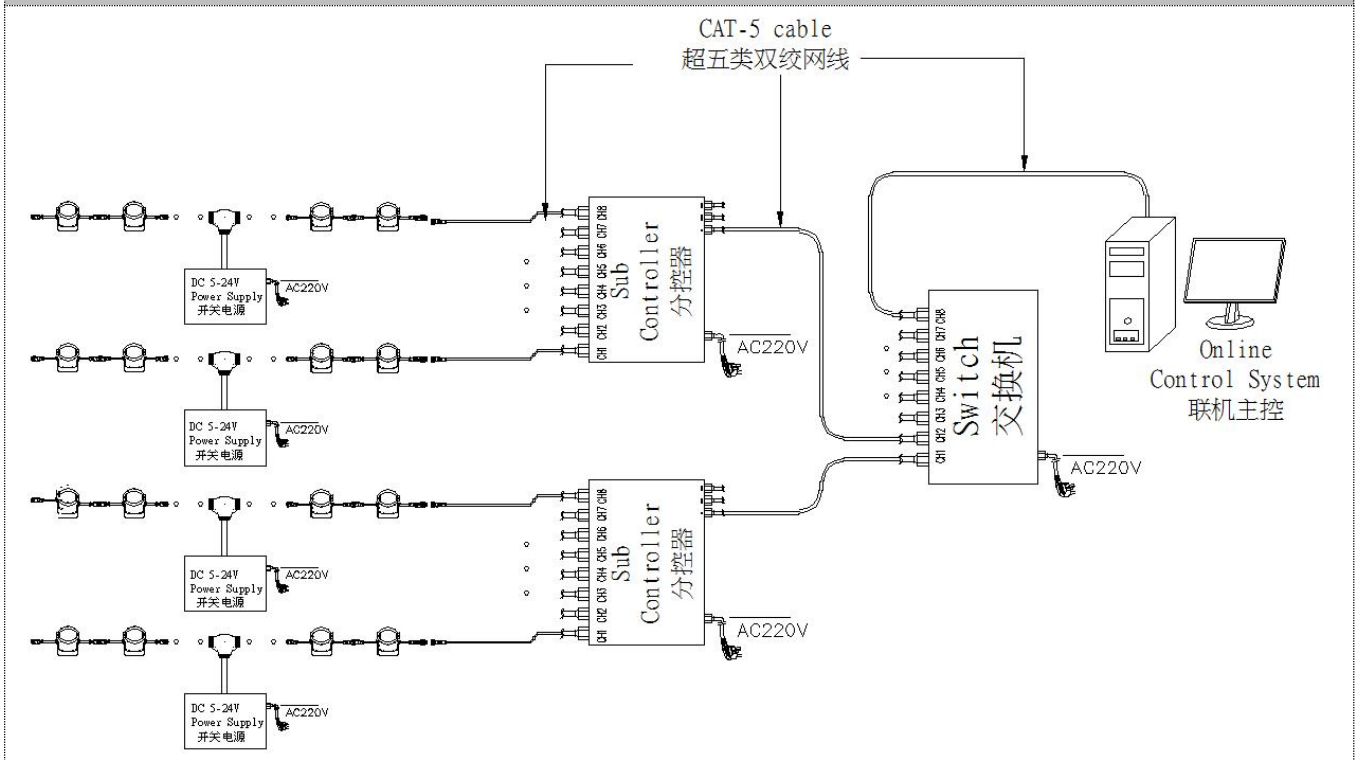 CAT-5 cable
超五类双绞网线
CH8
CH7
CH6
CH5
CH4
CH3
CH2
CH1
Sub
Controller
分控器
AC220V
DC 5-24V
Power Supply
开关电源
AC220V
DC 5-24V
Power Supply
开关电源
AC220V
CH8
CH7
CH6
CH5
CH4
CH3
CH2
CH1
Switch
交换机
AC220V
Online
Control System
联机主控
CH8
CH7
CH6
CH5
CH4
CH3
CH2
CH1
Sub
Controller
分控器
AC220V
DC 5-24V
Power Supply
开关电源
AC220V
DC 5-24V
Power Supply
开关电源
AC220V